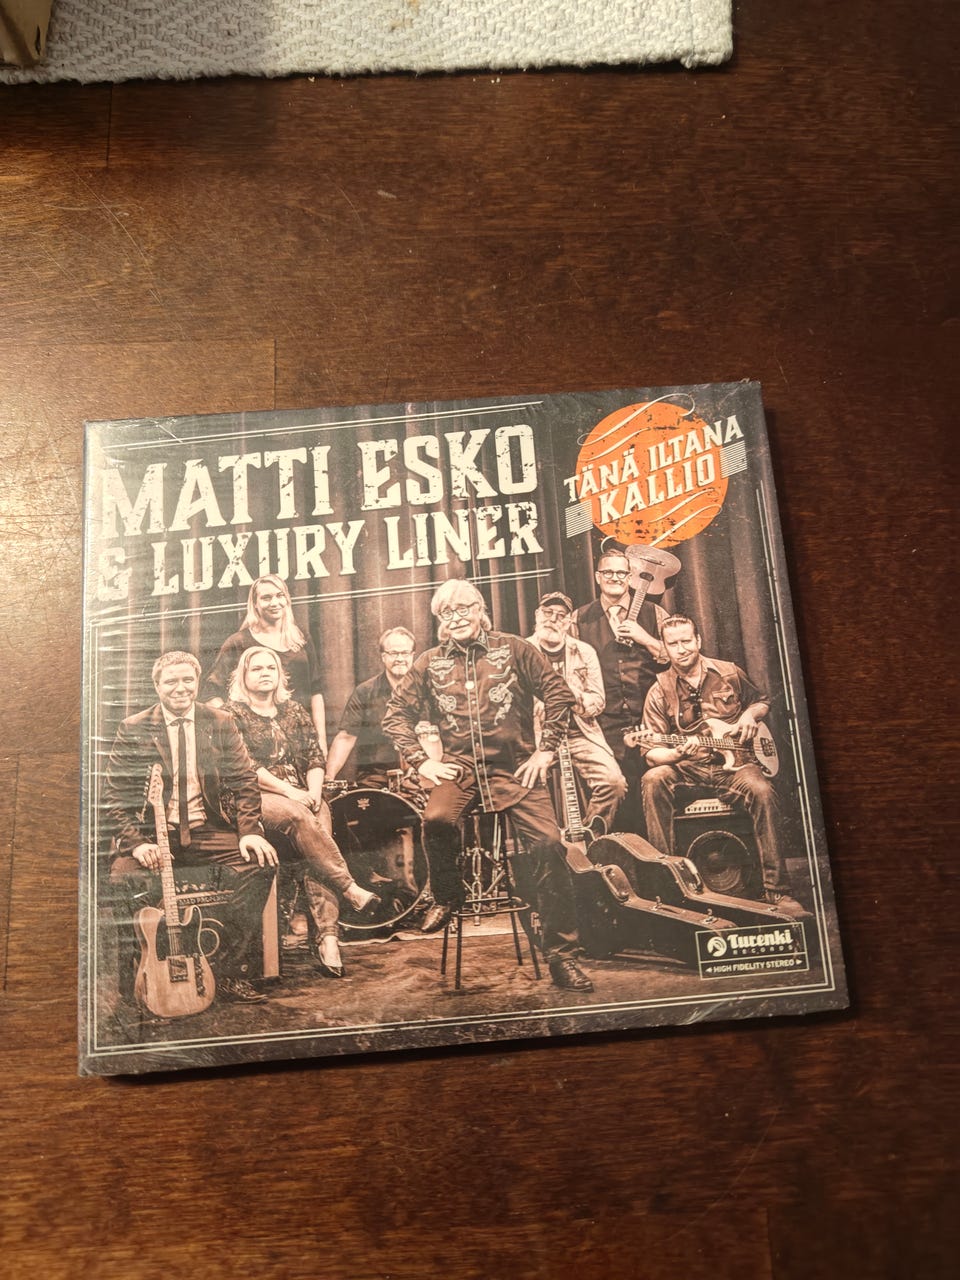 MATTI ESKO
& LUXURY LINER
TÄNÄ ILTANA
KALLIO
Turenki
RECORDS
HIGH FIDELITY STEREO